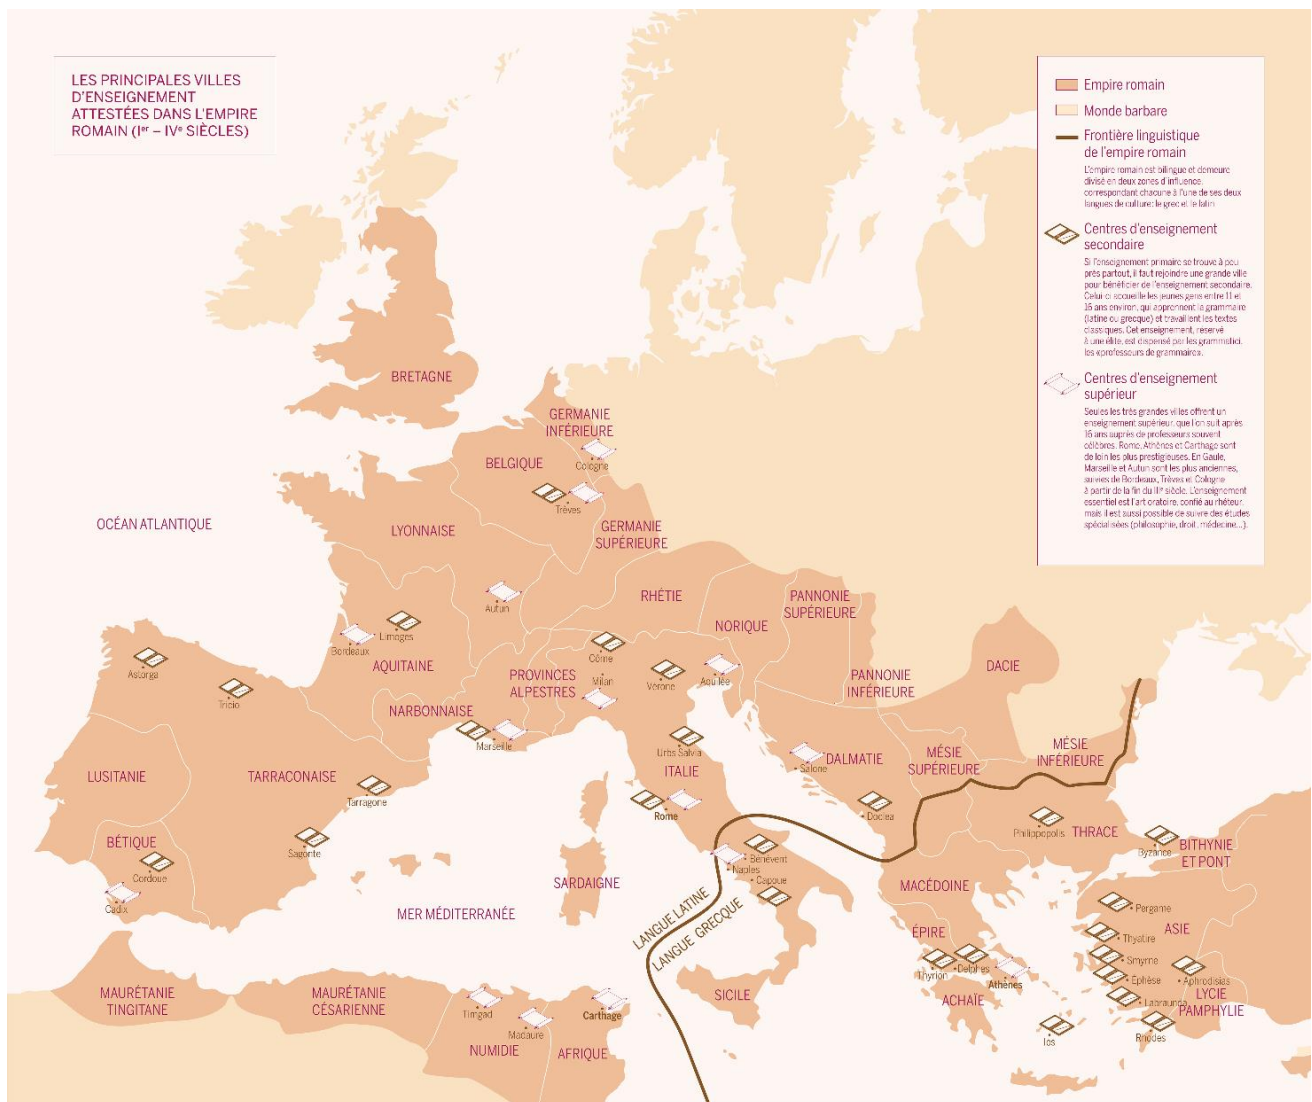 LES PRINCIPALES VILLES
D'ENSEIGNEMENT
ATTESTÉES DANS L'EMPIRE
ROMAIN (Ier – IVe SIÈCLES)
Empire romain
Monde barbare
Frontière linguistique
de l'empire romain
L'empire romain est bilingue et demeure
divisé en deux zones d'influence,
correspondant chacune à l'une de ses deux
langues de culture: le grec et le latin
Centres d'enseignement
secondaire
Si l'enseignement primaire se trouve à peu
près partout, il faut rejoindre une grande ville
pour bénéficier de l'enseignement secondaire.
Celui-ci accueille les jeunes gens entre 11 et
16 ans environ, qui apprennent la grammaire
(latine ou grecque) et travaillent les textes
classiques. Cet enseignement, réservé
à une élite, est dispensé par les grammatici,
les «professeurs de grammaire».
Centres d'enseignement
supérieur
Seules les très grandes villes offrent un
enseignement supérieur, que l'on suit après
16 ans auprès de professeurs souvent
célèbres. Rome, Athènes et Carthage sont
de loin les plus prestigieuses. En Gaule,
Marseille et Autun sont les plus anciennes,
suivies de Bordeaux, Trèves et Cologne
à partir de la fin du IIIe siècle. L'enseignement
essentiel est l'art oratoire, confié au rhéteur,
mais il est aussi possible de suivre des études
spécialisées (philosophie, droit, médecine...).
BRETAGNE
GERMANIE
INFÉRIEURE
Cologne
BELGIQUE
Trèves
OCÉAN ATLANTIQUE
LYONNAISE
GERMANIE
SUPÉRIEURE
Autun
RHÉTIE
PANNONIE
SUPÉRIEURE
NORIQUE
Limoges
Bordeaux
AQUITAINE
Côme
Milan
PROVINCES
ALPESTRES
Vérone
Aquilée
PANNONIE
INFÉRIEURE
DACIE
Astorga
Tricio
NARBONNAISE
Marseille
Urbs Salvia
ITALIE
Salone
DALMATIE
MÉSIE
SUPÉRIEURE
MÉSIE
INFÉRIEURE
LUSITANIE
TARRACONAISE
Tarragone
Rome
Doclea
Philippopolis
THRACE
Byzance
BITHYNIE
ET PONT
BÉTIQUE
Cordoue
Sagonte
Cadix
SARDAIGNE
Bénévent
Naples
Capoue
MACÉDOINE
MER MÉDITERRANÉE
LANGUE LATINE
LANGUE GRECQUE
Pergame
ASIE
Thyatire
ÉPIRE
Thyrion
Delphes
Athènes
Smyrne
Ephèse
Aphrodisias
Labraunda
LYCIE
PAMPHYLIE
ACHAÏE
SICILE
Ios
Rhodes
MAURÉTANIE
TINGITANE
MAURÉTANIE
CÉSARIENNE
Timgad
Madaure
Carthage
NUMIDIE
AFRIQUE